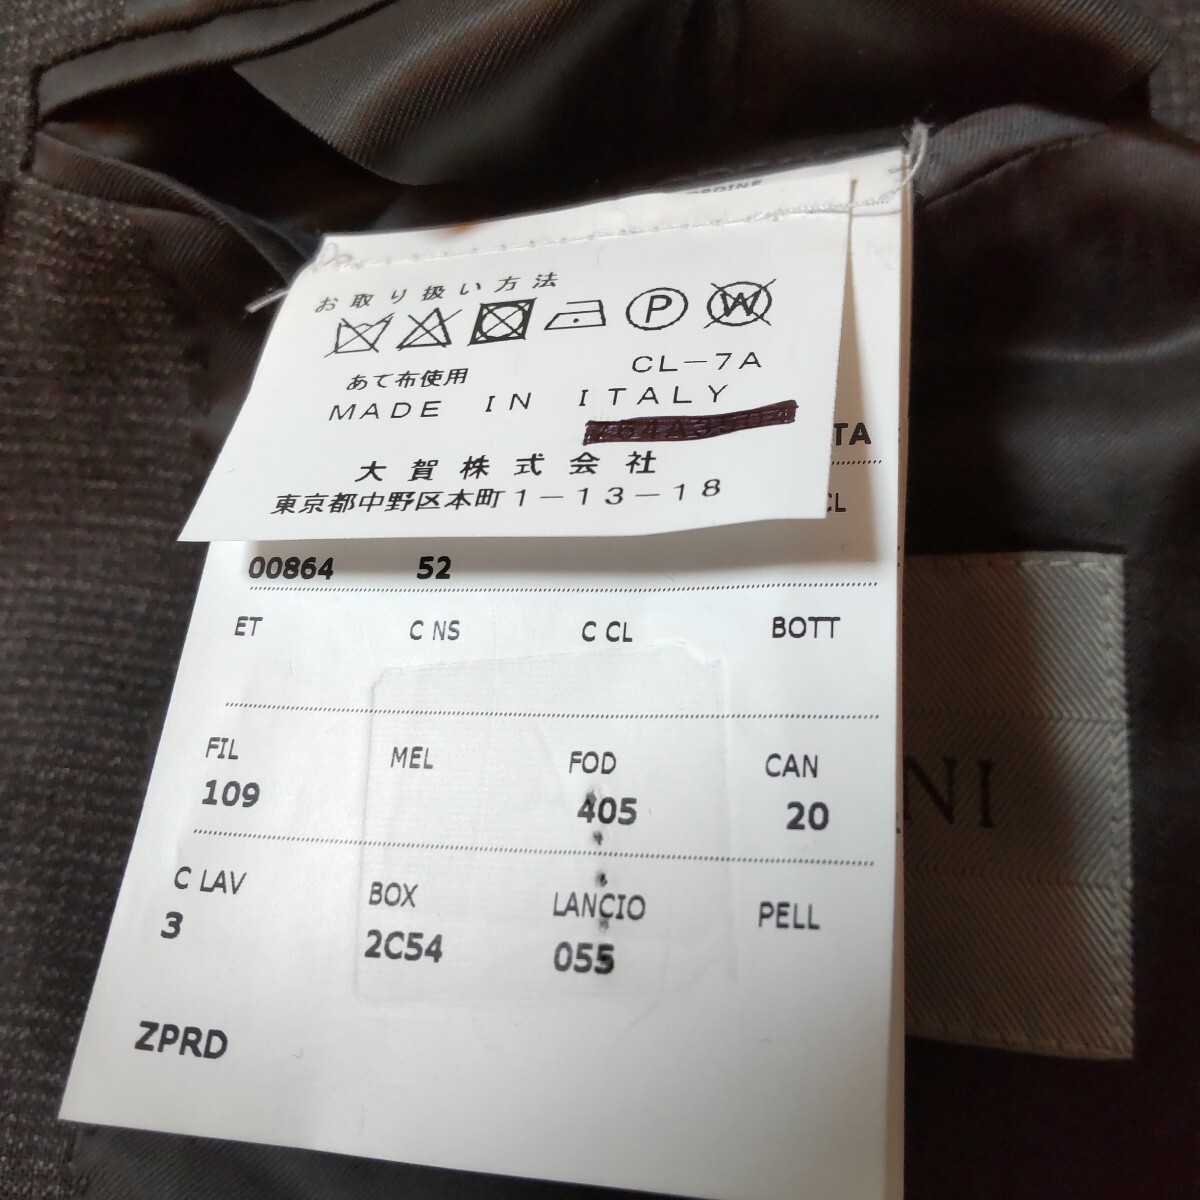 お取り扱い方法
P W
あて布使用 CL-7A
MADE IN ITALY
大賀株式会社
東京都中野区本町1-13-18
TA
CL
00864 52
ET C NS C CL BOTT
FIL MEL FOD CAN
109 405 20
C LAV BOX LANCIO PELL
3 2C54 055
ZPRD
NI